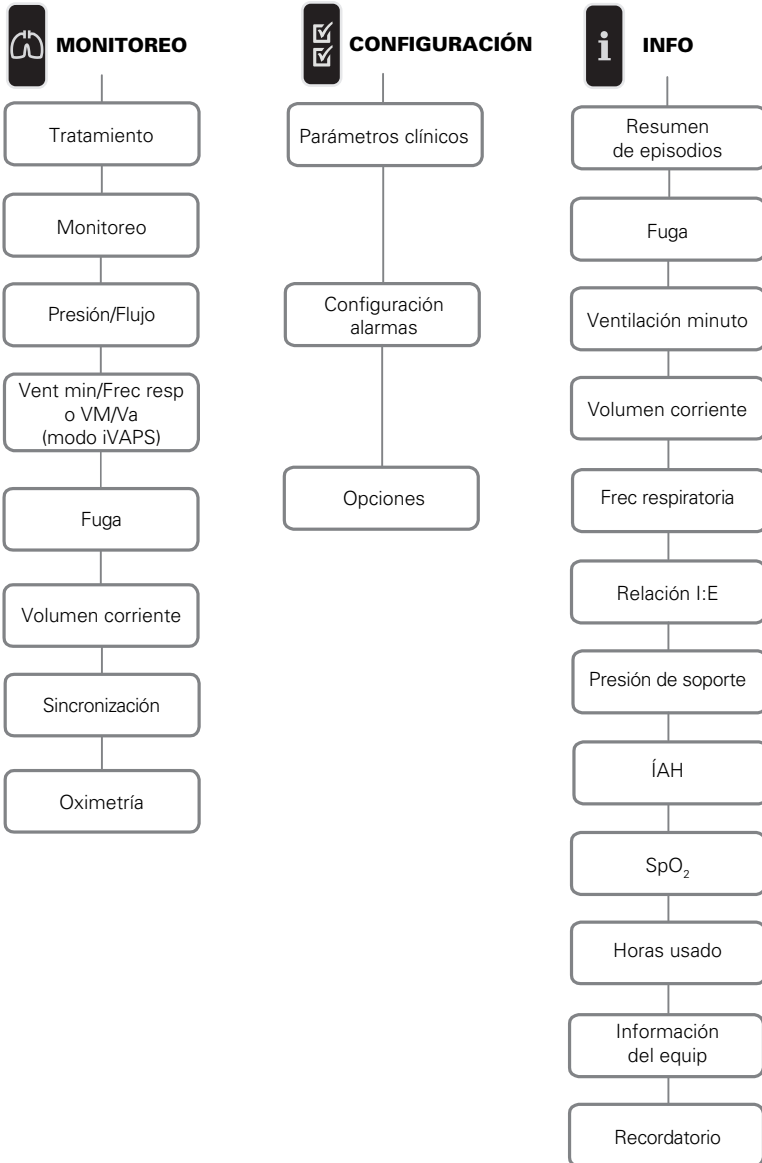 MONITOREO
Tratamiento
Monitoreo
Presión/Flujo
Vent min/Frec resp
o VM/Va
(modo iVAPS)
Fuga
Volumen corriente
Sincronización
Oximetría
CONFIGURACIÓN
Parámetros clínicos
Configuración
alarmas
Opciones
i INFO
Resumen
de episodios
Fuga
Ventilación minuto
Volumen corriente
Frec respiratoria
Relación I:E
Presión de soporte
ÍAH
SpO₂
Horas usado
Información
del equip
Recordatorio